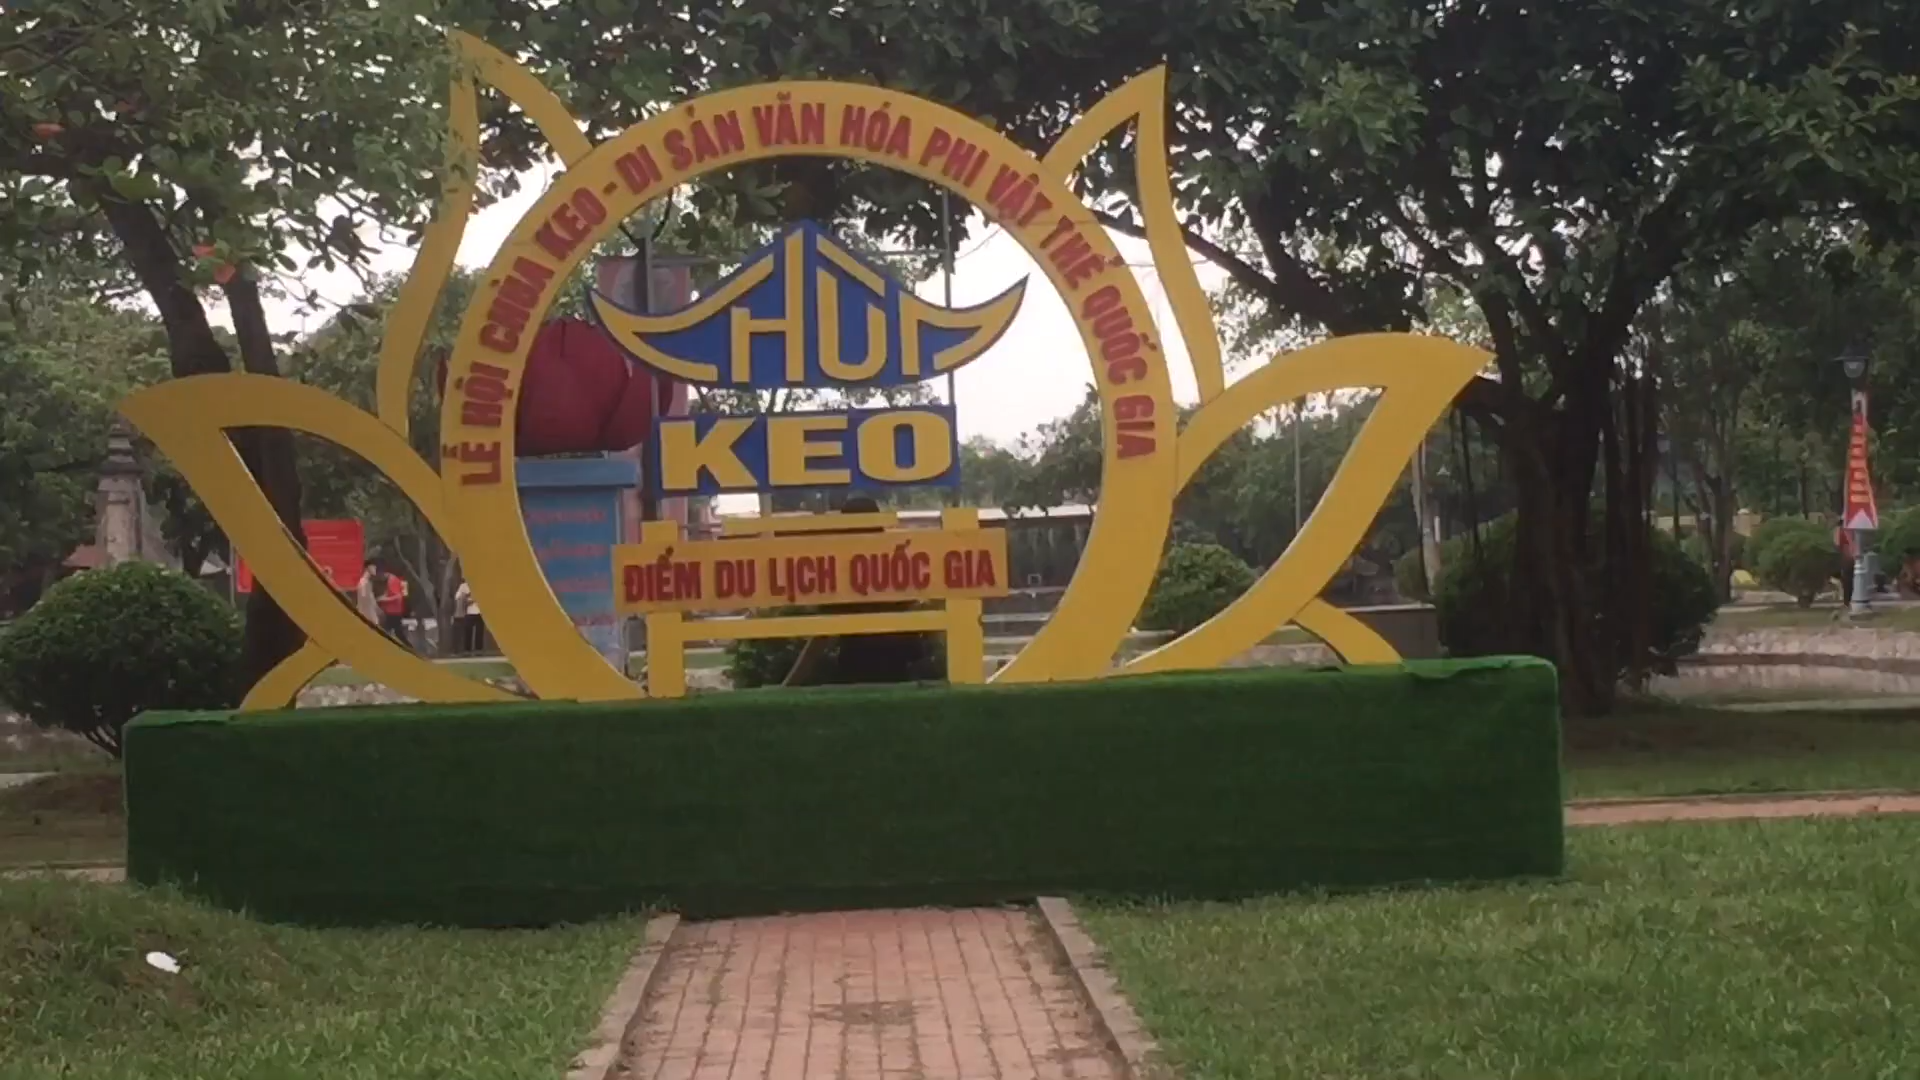 LỄ HỘI CHÙA KEO - DI SẢN VĂN HÓA PHI VẬT THỂ QUỐC GIA
CHÙA
KEO
ĐIỂM DU LỊCH QUỐC GIA